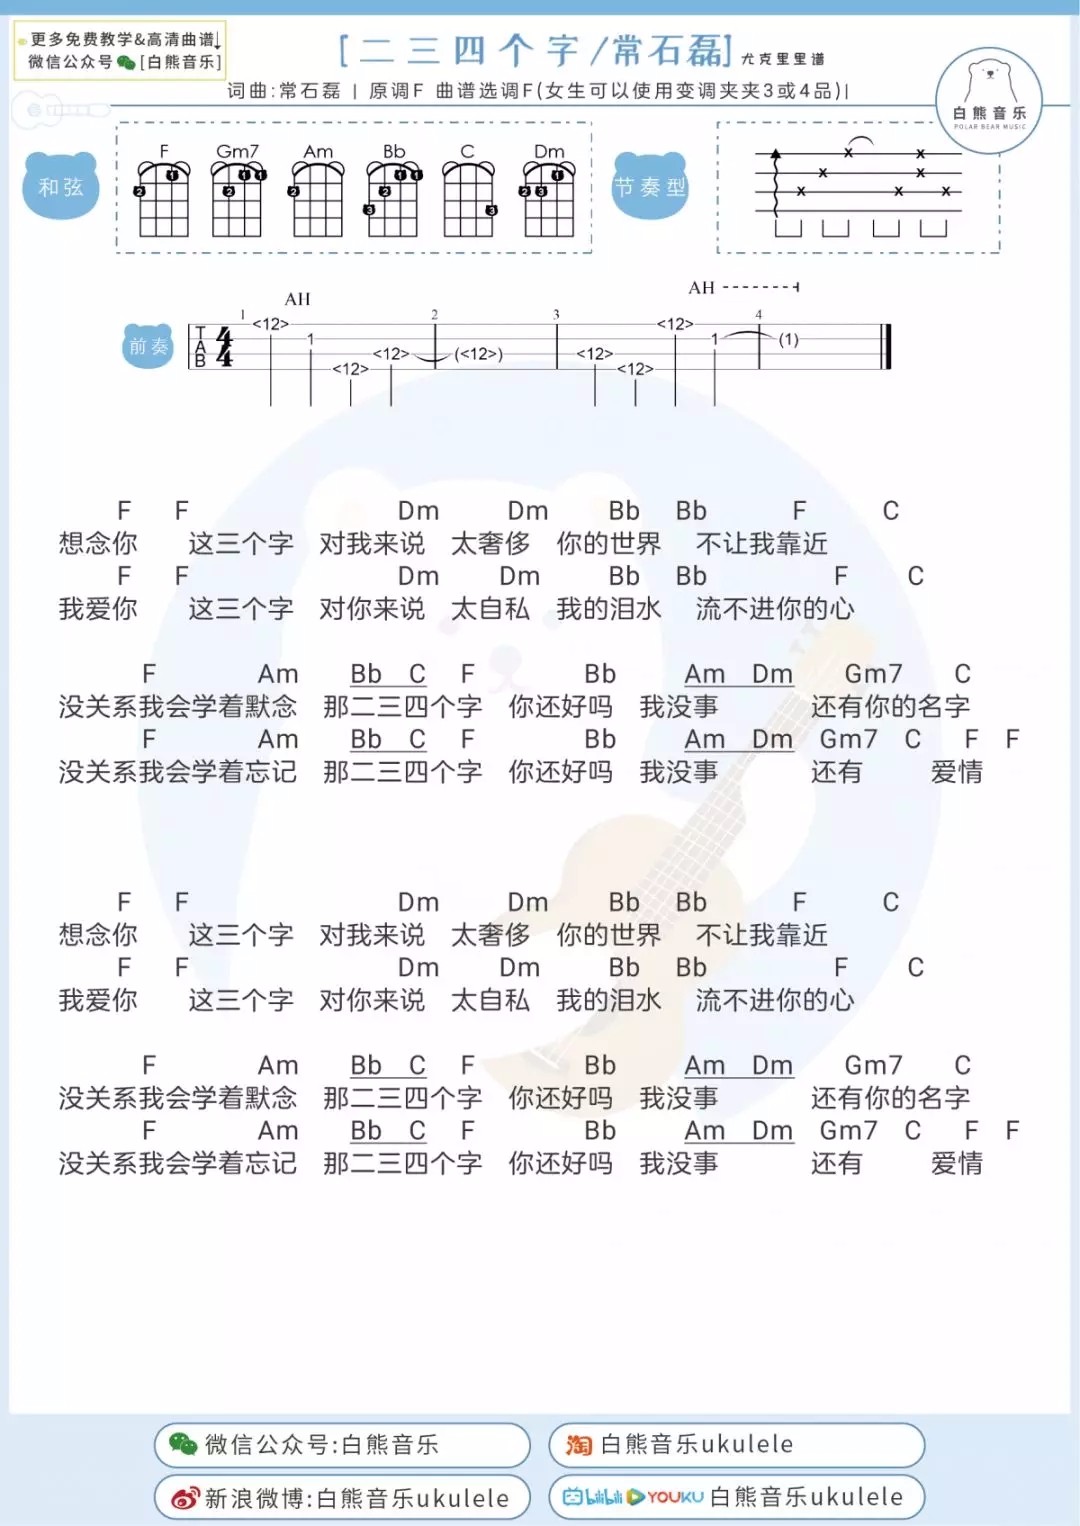 更多免费教学&高清曲谱↓
微信公众号 [白熊音乐]
[二三四个字/常石磊] 尤克里里谱
词曲:常石磊 | 原调F 曲谱选调F(女生可以使用变调夹夹3或4品)|
白熊音乐
POLAR BEAR MUSIC
和弦
F Gm7 Am Bb C Dm
节奏型
前奏
AH AH
1 2 3 4
TAB 4/4 <12> 1 <12> <12> (<12>) <12> <12> <12> 1 (1)
F F Dm Dm Bb Bb F C
想念你 这三个字 对我来说 太奢侈 你的世界 不让我靠近
F F Dm Dm Bb Bb F C
我爱你 这三个字 对你来说 太自私 我的泪水 流不进你的心
F Am Bb C F Bb Am Dm Gm7 C
没关系我会学着默念 那二三四个字 你还好吗 我没事 还有你的名字
F Am Bb C F Bb Am Dm Gm7 C F F
没关系我会学着忘记 那二三四个字 你还好吗 我没事 还有 爱情
F F Dm Dm Bb Bb F C
想念你 这三个字 对我来说 太奢侈 你的世界 不让我靠近
F F Dm Dm Bb Bb F C
我爱你 这三个字 对你来说 太自私 我的泪水 流不进你的心
F Am Bb C F Bb Am Dm Gm7 C
没关系我会学着默念 那二三四个字 你还好吗 我没事 还有你的名字
F Am Bb C F Bb Am Dm Gm7 C F F
没关系我会学着忘记 那二三四个字 你还好吗 我没事 还有 爱情
微信公众号:白熊音乐
淘 白熊音乐ukulele
新浪微博:白熊音乐ukulele
bilibili YOUKU 白熊音乐ukulele